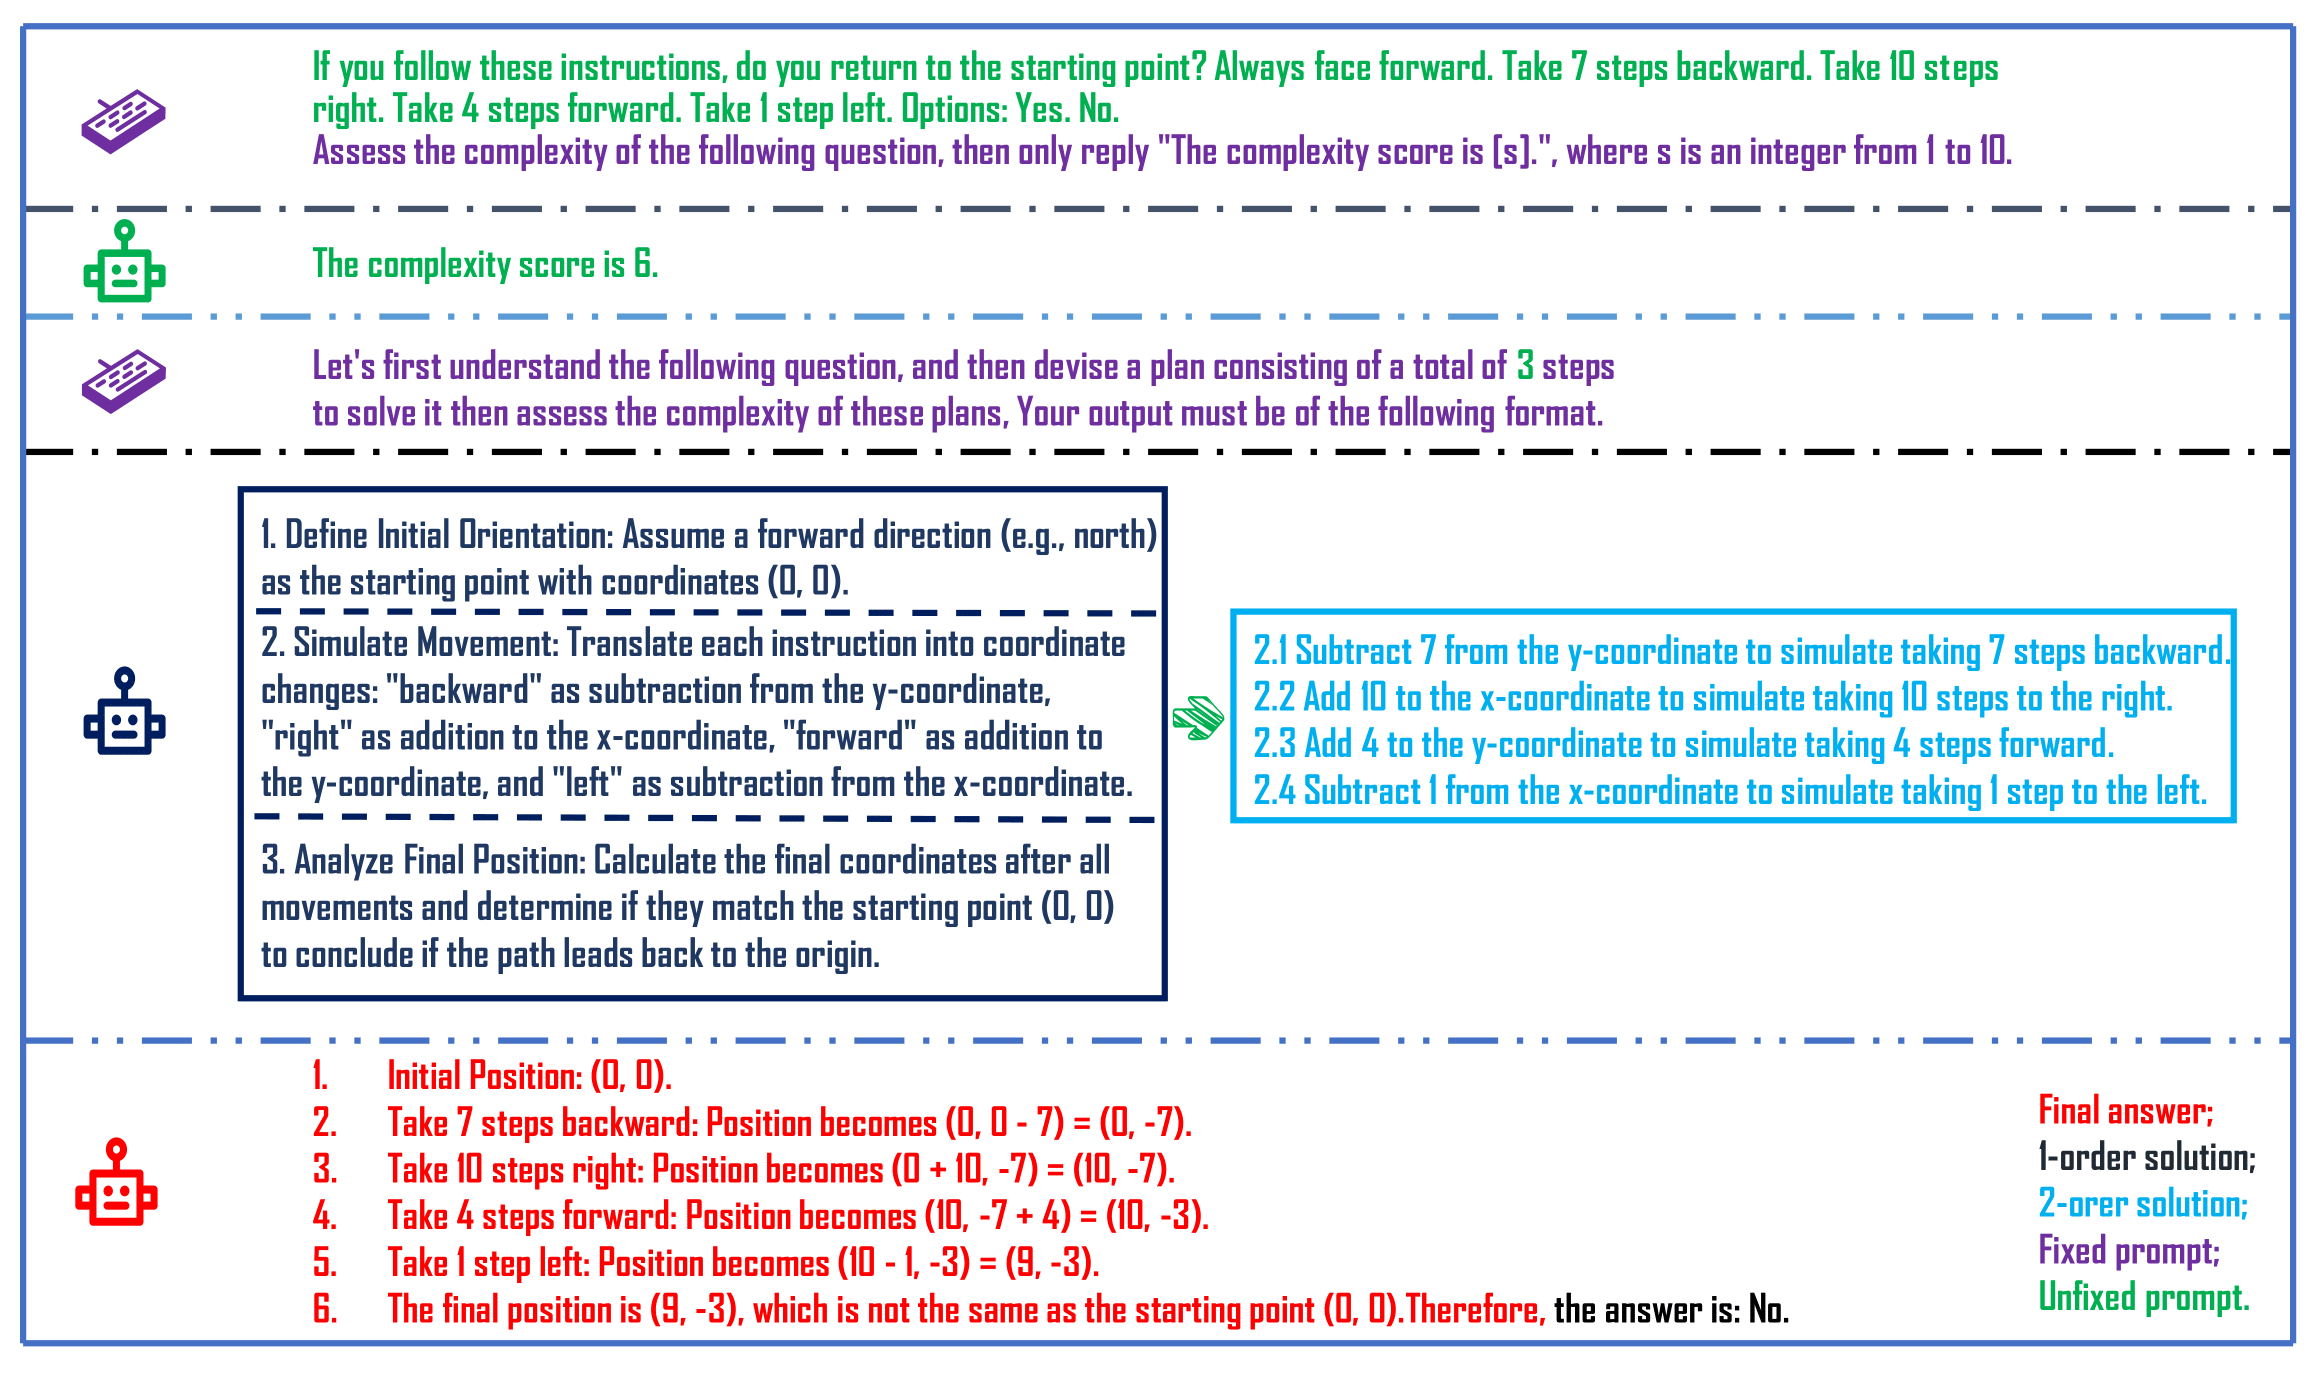 If you follow these instructions, do you return to the starting point? Always face forward. Take 7 steps backward. Take 10 steps
right. Take 4 steps forward. Take 1 step left. Options: Yes. No.
Assess the complexity of the following question, then only reply "The complexity score is [s].", where s is an integer from 1 to 10.
The complexity score is 6.
Let's first understand the following question, and then devise a plan consisting of a total of 3 steps
to solve it then assess the complexity of these plans, Your output must be of the following format.
1. Define Initial Orientation: Assume a forward direction (e.g., north)
as the starting point with coordinates (0, 0).
2. Simulate Movement: Translate each instruction into coordinate
changes: "backward" as subtraction from the y-coordinate,
"right" as addition to the x-coordinate, "forward" as addition to
the y-coordinate, and "left" as subtraction from the x-coordinate.
3. Analyze Final Position: Calculate the final coordinates after all
movements and determine if they match the starting point (0, 0)
to conclude if the path leads back to the origin.
2.1 Subtract 7 from the y-coordinate to simulate taking 7 steps backward.
2.2 Add 10 to the x-coordinate to simulate taking 10 steps to the right.
2.3 Add 4 to the y-coordinate to simulate taking 4 steps forward.
2.4 Subtract 1 from the x-coordinate to simulate taking 1 step to the left.
1. Initial Position: (0, 0).
2. Take 7 steps backward: Position becomes (0, 0 - 7) = (0, -7).
3. Take 10 steps right: Position becomes (0 + 10, -7) = (10, -7).
4. Take 4 steps forward: Position becomes (10, -7 + 4) = (10, -3).
5. Take 1 step left: Position becomes (10 - 1, -3) = (9, -3).
6. The final position is (9, -3), which is not the same as the starting point (0, 0).Therefore, the answer is: No.
Final answer;
1-order solution;
2-orer solution;
Fixed prompt;
Unfixed prompt.